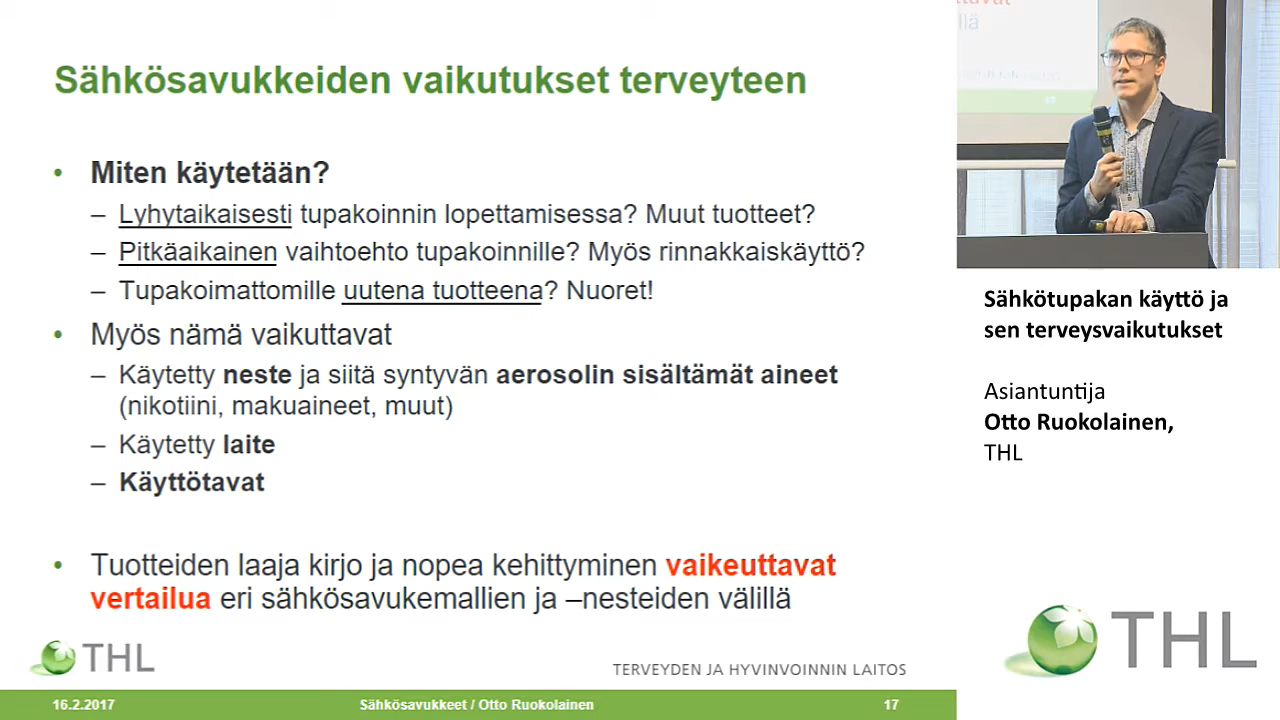 Sähkösavukkeiden vaikutukset terveyteen
• Miten käytetään?
– Lyhytaikaisesti tupakoinnin lopettamisessa? Muut tuotteet?
– Pitkäaikainen vaihtoehto tupakoinnille? Myös rinnakkaiskäyttö?
– Tupakoimattomille uutena tuotteena? Nuoret!
• Myös nämä vaikuttavat
– Käytetty neste ja siitä syntyvän aerosolin sisältämät aineet
(nikotiini, makuaineet, muut)
– Käytetty laite
– Käyttötavat
• Tuotteiden laaja kirjo ja nopea kehittyminen vaikeuttavat
vertailua eri sähkösavukemallien ja –nesteiden välillä
THL
TERVEYDEN JA HYVINVOINNIN LAITOS
16.2.2017
Sähkösavukkeet / Otto Ruokolainen
17
Sähkötupakan käyttö ja
sen terveysvaikutukset
Asiantuntija
Otto Ruokolainen,
THL
THL